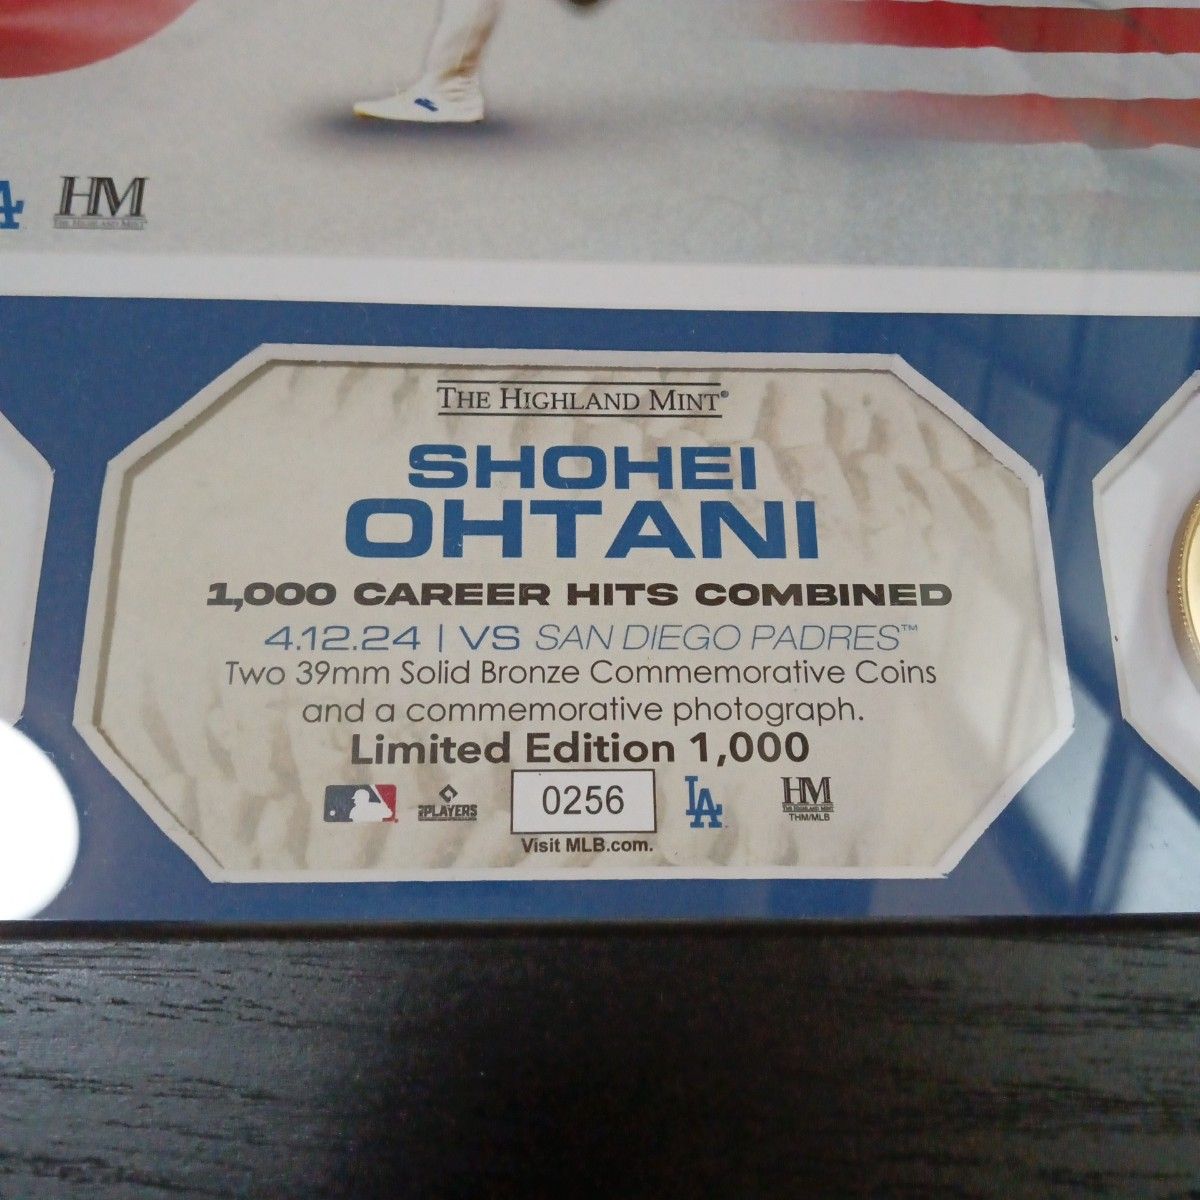 LA HM
THE HIGHLAND MINT
THE HIGHLAND MINT®
SHOHEI
OHTANI
1,000 CAREER HITS COMBINED
4.12.24 | VS SAN DIEGO PADRES™
Two 39mm Solid Bronze Commemorative Coins
and a commemorative photograph.
Limited Edition 1,000
PLAYERS 0256 LA HM
THE HIGHLAND MINT
THM/MLB
Visit MLB.com.